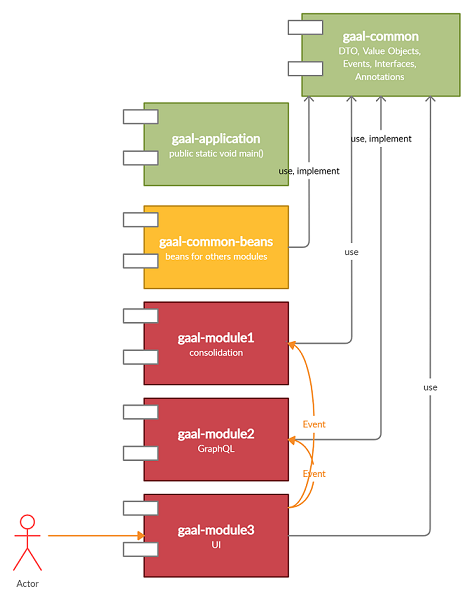 gaal-common
DTO, Value Objects,
Events, Interfaces,
Annotations
gaal-application
public static void main()
use, implement
use, implement
gaal-common-beans
beans for others modules
use
gaal-module1
consolidation
use
gaal-module2
GraphQL
Event
Event
gaal-module3
UI
Actor